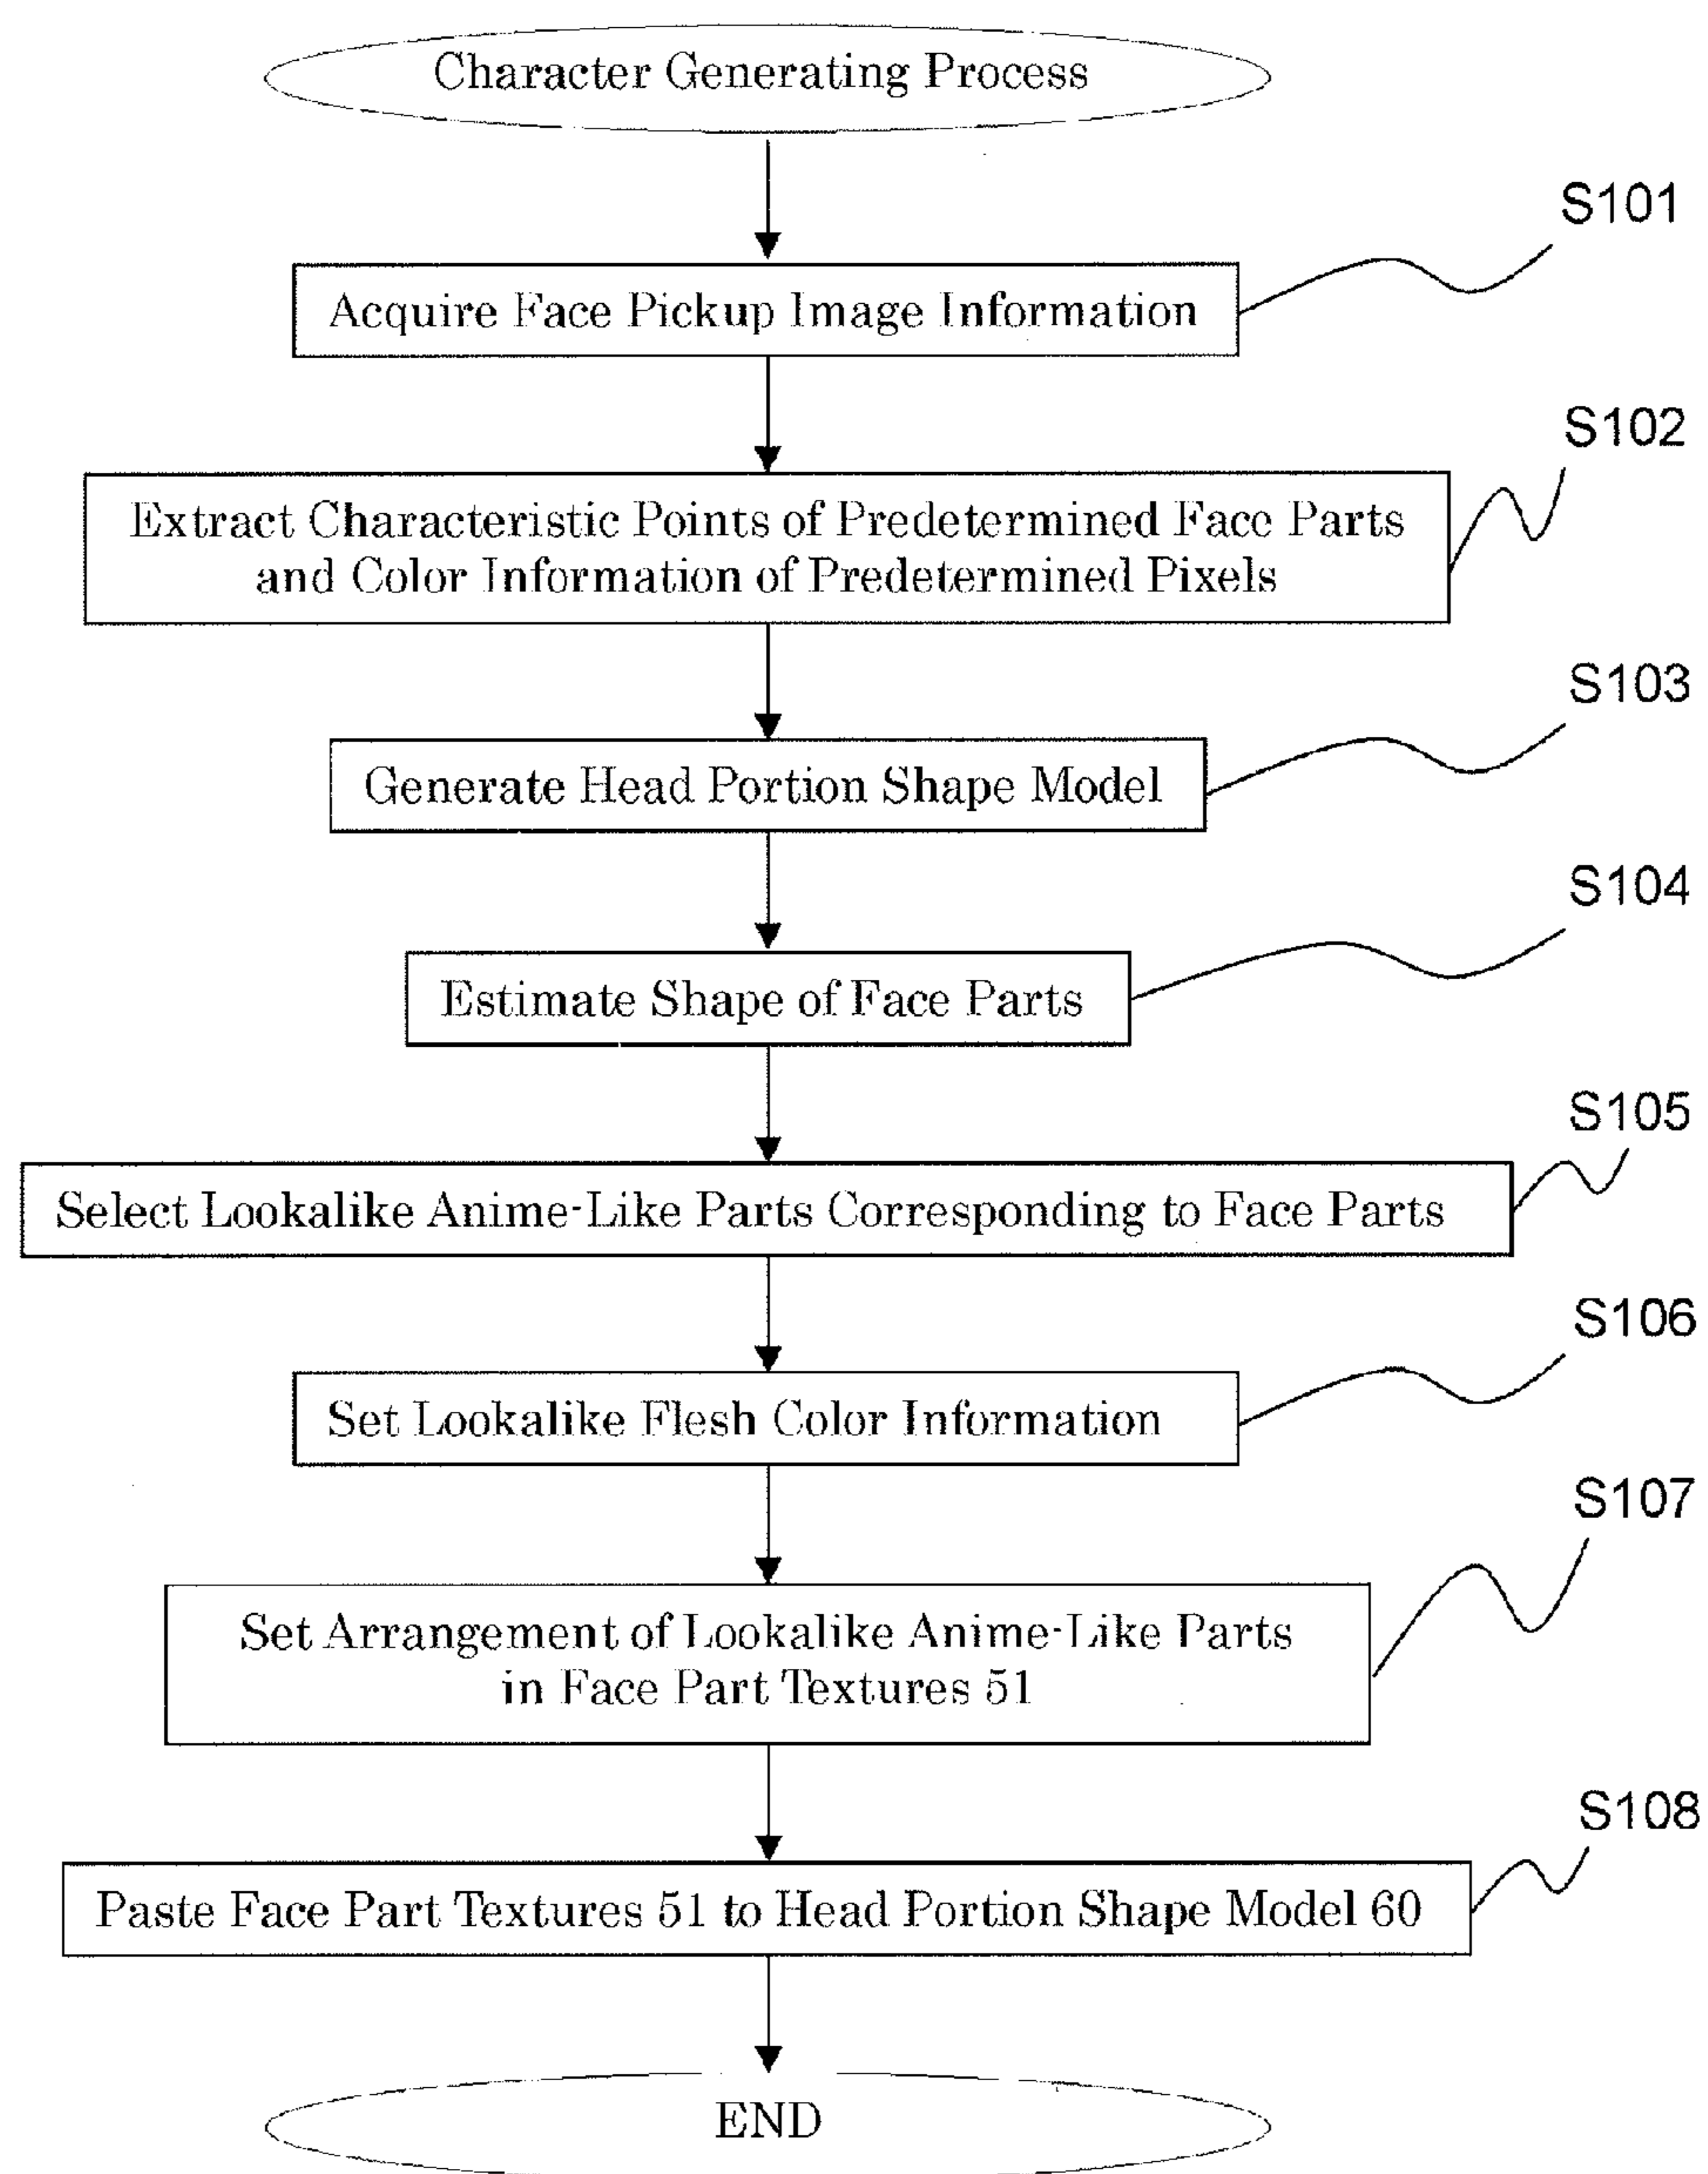 Character Generating Process
S101
Acquire Face Pickup Image Information
S102
Extract Characteristic Points of Predetermined Face Parts
and Color Information of Predetermined Pixels
S103
Generate Head Portion Shape Model
S104
Estimate Shape of Face Parts
S105
Select Lookalike Anime-Like Parts Corresponding to Face Parts
S106
Set Lookalike Flesh Color Information
S107
Set Arrangement of Lookalike Anime-Like Parts
in Face Part Textures 51
S108
Paste Face Part Textures 51 to Head Portion Shape Model 60
END